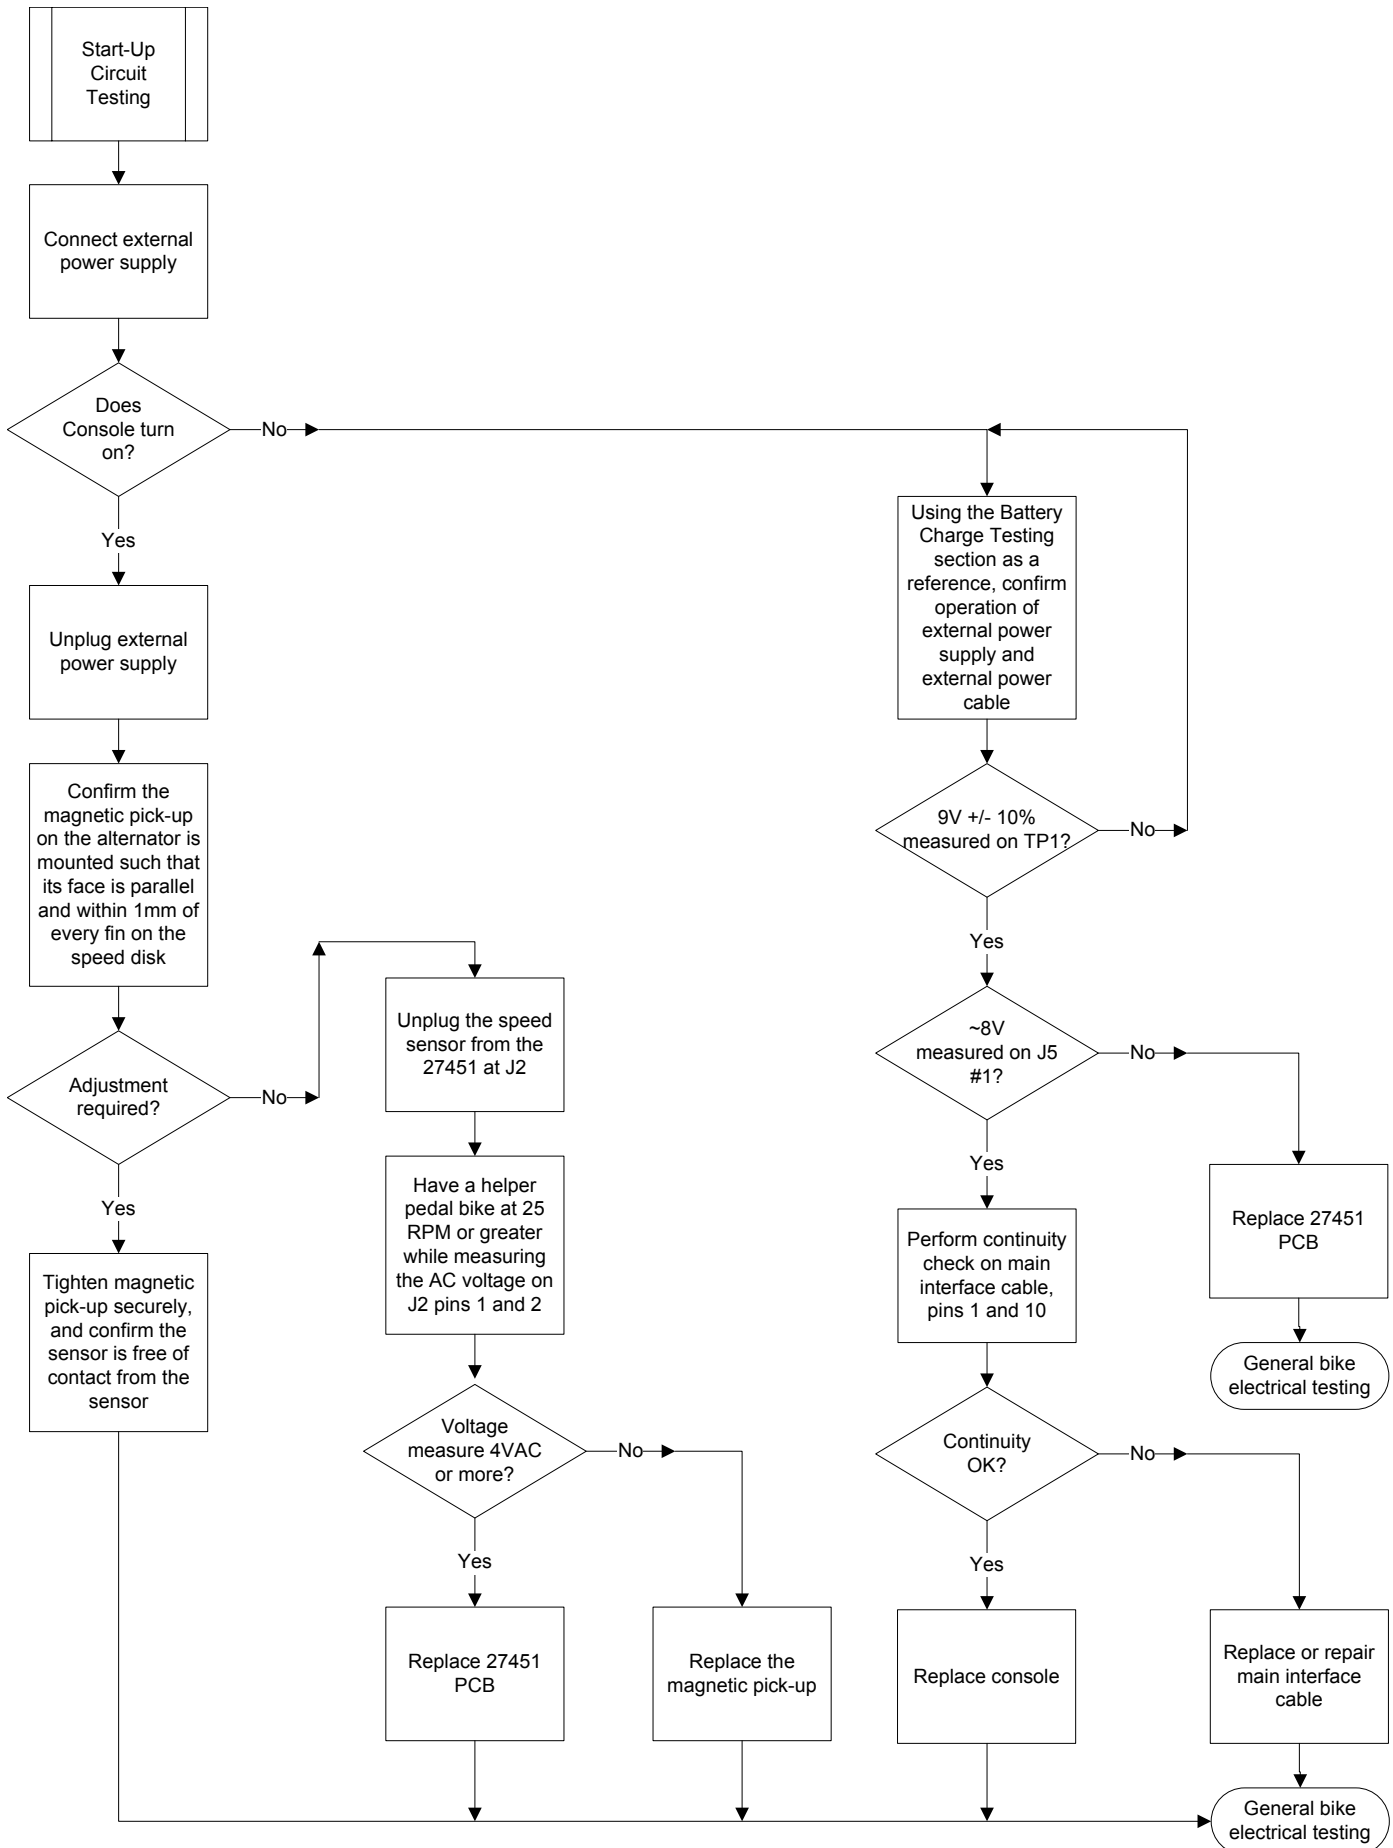 Start-Up
Circuit
Testing
Connect external
power supply
Does
Console turn
on?
No
Yes
Unplug external
power supply
Confirm the
magnetic pick-up
on the alternator is
mounted such that
its face is parallel
and within 1mm of
every fin on the
speed disk
Adjustment
required?
No
Yes
Tighten magnetic
pick-up securely,
and confirm the
sensor is free of
contact from the
sensor
Unplug the speed
sensor from the
27451 at J2
Have a helper
pedal bike at 25
RPM or greater
while measuring
the AC voltage on
J2 pins 1 and 2
Voltage
measure 4VAC
or more?
No
Yes
Replace 27451
PCB
Replace the
magnetic pick-up
Using the Battery
Charge Testing
section as a
reference, confirm
operation of
external power
supply and
external power
cable
9V +/- 10%
measured on TP1?
No
Yes
~8V
measured on J5
#1?
No
Yes
Replace 27451
PCB
General bike
electrical testing
Perform continuity
check on main
interface cable,
pins 1 and 10
Continuity
OK?
No
Yes
Replace console
Replace or repair
main interface
cable
General bike
electrical testing